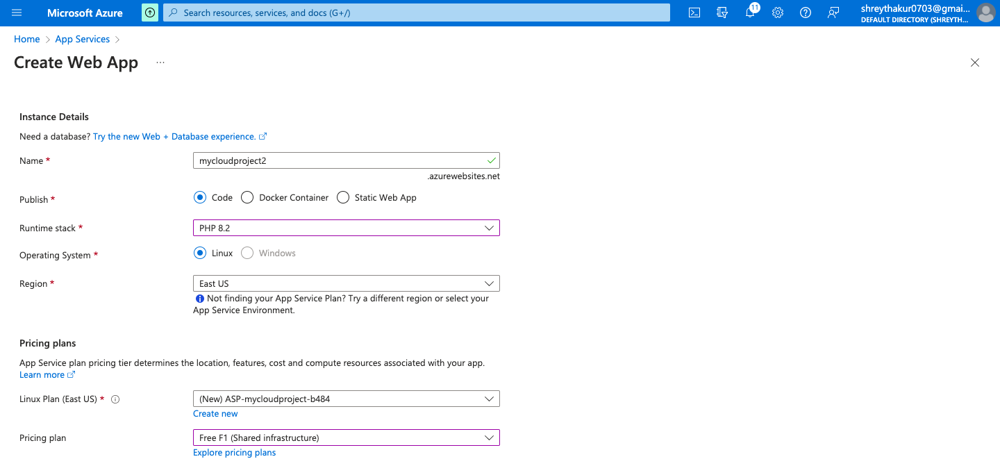 Microsoft Azure
Search resources, services, and docs (G+/)
11
shreythakur0703@gmai...
DEFAULT DIRECTORY (SHREYTH...
Home > App Services >
Create Web App ...
Instance Details
Need a database? Try the new Web + Database experience.
Name *
mycloudproject2
.azurewebsites.net
Publish *
Code Docker Container Static Web App
Runtime stack *
PHP 8.2
Operating System *
Linux Windows
Region *
East US
Not finding your App Service Plan? Try a different region or select your
App Service Environment.
Pricing plans
App Service plan pricing tier determines the location, features, cost and compute resources associated with your app.
Learn more
Linux Plan (East US) *
(New) ASP-mycloudproject-b484
Create new
Pricing plan
Free F1 (Shared infrastructure)
Explore pricing plans